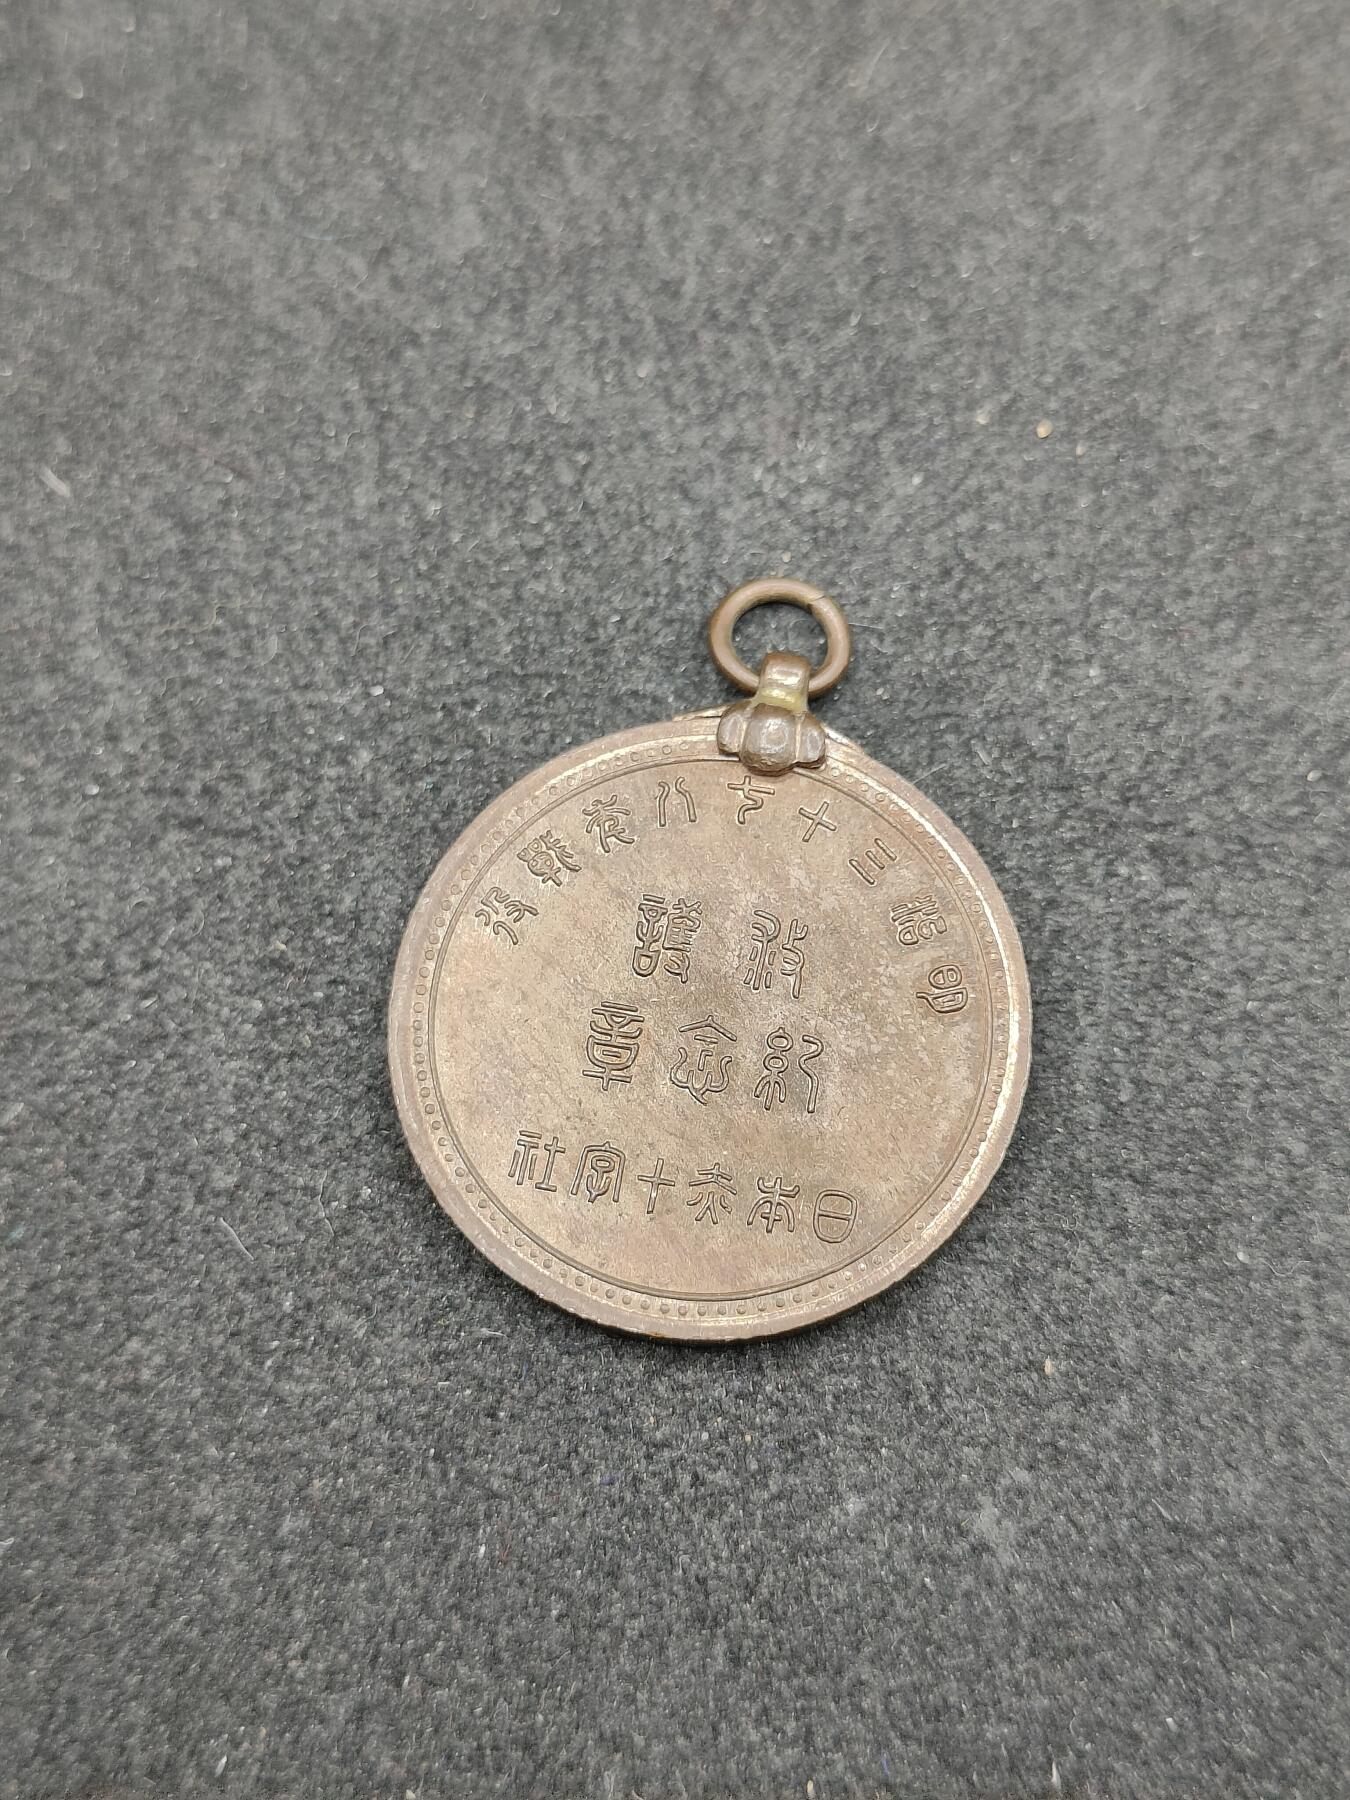 明治三十七八年戰役
救護
紀念章
日本赤十字社